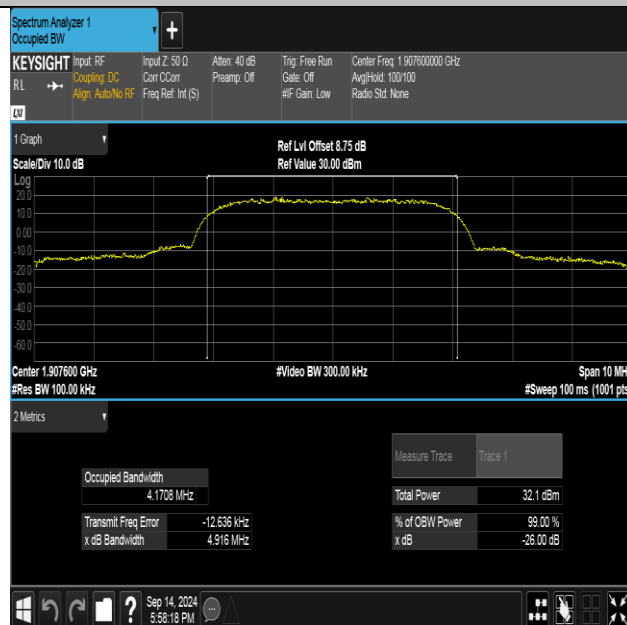 Spectrum Analyzer 1
Occupied BW
+
KEYSIGHT
RL
LXI
Input: RF
Coupling: DC
Align: Auto/No RF
Input Z: 50 Ω
Corr CCorr
Freq Ref: Int (S)
Atten: 40 dB
Preamp: Off
Trig: Free Run
Gate: Off
#IF Gain: Low
Center Freq: 1.907600000 GHz
Avg|Hold: 100/100
Radio Std: None
1 Graph
Scale/Div 10.0 dB
Ref Lvl Offset 8.75 dB
Ref Value 30.00 dBm
Log
20.0
10.0
0.00
-10.0
-20.0
-30.0
-40.0
-50.0
-60.0
Center 1.907600 GHz
#Video BW 300.00 kHz
Span 10 MH
#Res BW 100.00 kHz
#Sweep 100 ms (1001 pts
2 Metrics
Measure Trace Trace 1
Occupied Bandwidth
4.1708 MHz
Total Power 32.1 dBm
Transmit Freq Error -12.636 kHz
% of OBW Power 99.00 %
x dB Bandwidth 4.916 MHz
x dB -26.00 dB
?
Sep 14, 2024
5:58:18 PM